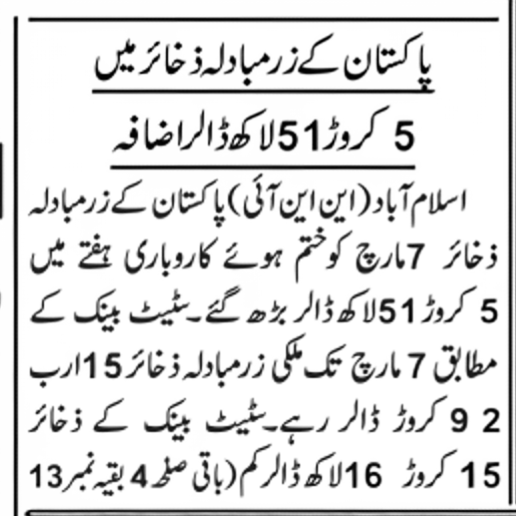 پاکستان کے زرمبادلہ ذخائر میں
5 کروڑ 51 لاکھ ڈالر اضافہ
اسلام آباد (این این آئی) پاکستان کے زرمبادلہ
ذخائر 7 مارچ کو ختم ہوئے کاروباری ہفتے میں
5 کروڑ 51 لاکھ ڈالر بڑھ گئے۔ سٹیٹ بینک کے
مطابق 7 مارچ تک ملکی زرمبادلہ ذخائر 15 ارب
92 کروڑ ڈالر رہے۔ سٹیٹ بینک کے ذخائر
15 کروڑ 16 لاکھ ڈالر کم (باقی صفحہ 4 بقیہ نمبر 13